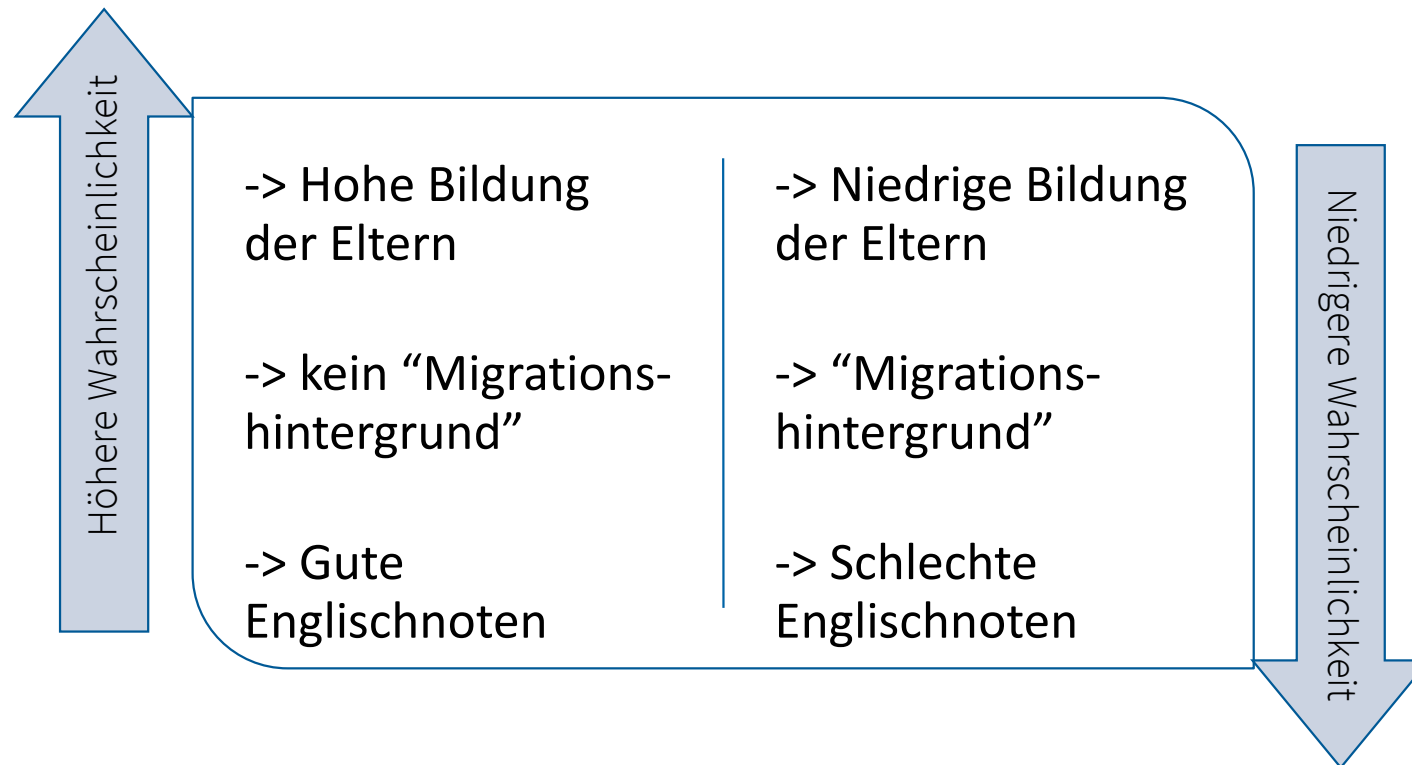 Höhere Wahrscheinlichkeit
-> Hohe Bildung
der Eltern
-> kein “Migrations-
hintergrund”
-> Gute
Englischnoten
-> Niedrige Bildung
der Eltern
-> “Migrations-
hintergrund”
-> Schlechte
Englischnoten
Niedrigere Wahrscheinlichkeit